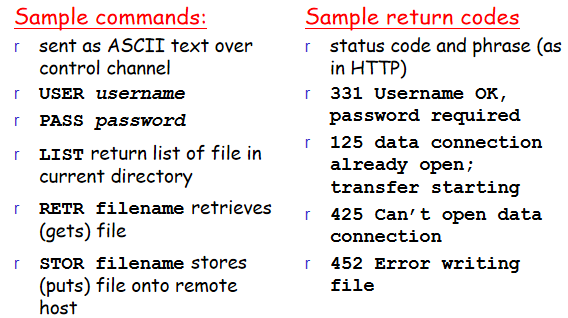 Sample commands:
r sent as ASCII text over
control channel
r USER username
r PASS password
r LIST return list of file in
current directory
r RETR filename retrieves
(gets) file
r STOR filename stores
(puts) file onto remote
host
Sample return codes
r status code and phrase (as
in HTTP)
r 331 Username OK,
password required
r 125 data connection
already open;
transfer starting
r 425 Can’t open data
connection
r 452 Error writing
file